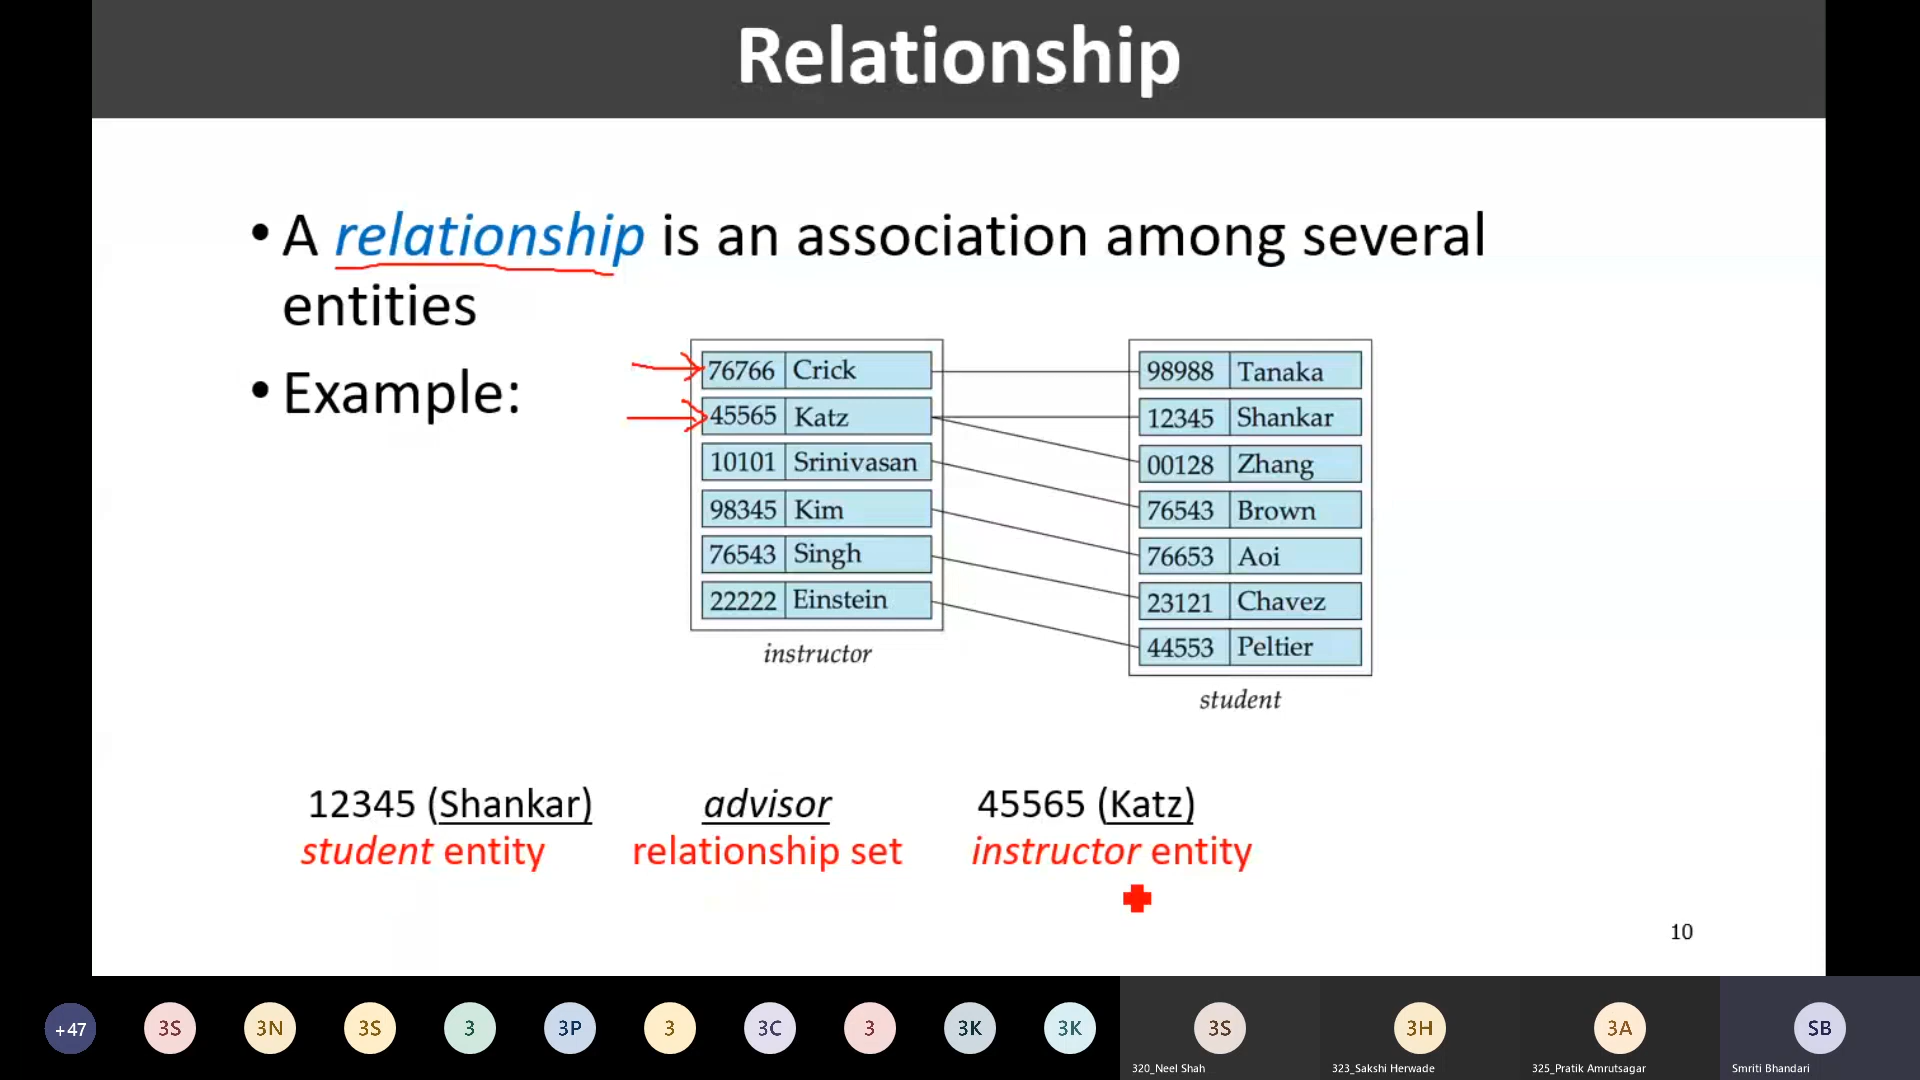 Relationship
• A relationship is an association among several
entities
• Example:
76766 Crick
45565 Katz
10101 Srinivasan
98345 Kim
76543 Singh
22222 Einstein
instructor
98988 Tanaka
12345 Shankar
00128 Zhang
76543 Brown
76653 Aoi
23121 Chavez
44553 Peltier
student
12345 (Shankar) advisor 45565 (Katz)
student entity relationship set instructor entity
10
+47 3S 3N 3S 3 3P 3 3C 3 3K 3K 3S 3H 3A SB
320_Neel Shah 323_Sakshi Herwade 325_Pratik Amrutsagar Smriti Bhandari